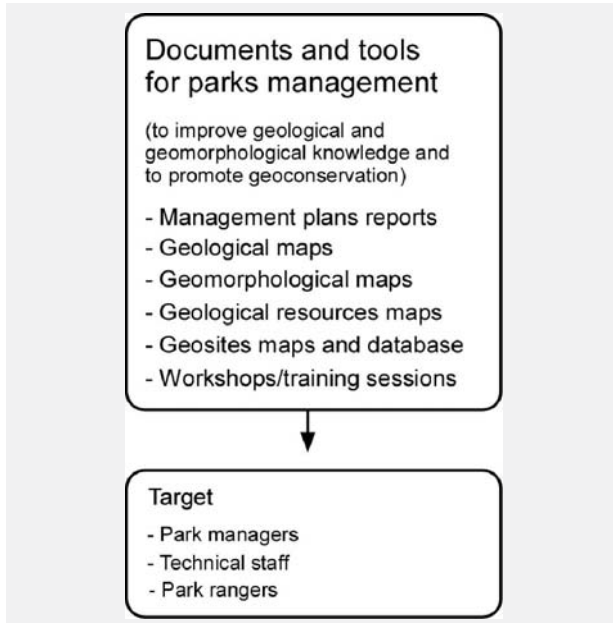 Documents and tools
for parks management
(to improve geological and
geomorphological knowledge and
to promote geoconservation)
- Management plans reports
- Geological maps
- Geomorphological maps
- Geological resources maps
- Geosites maps and database
- Workshops/training sessions
Target
- Park managers
- Technical staff
- Park rangers